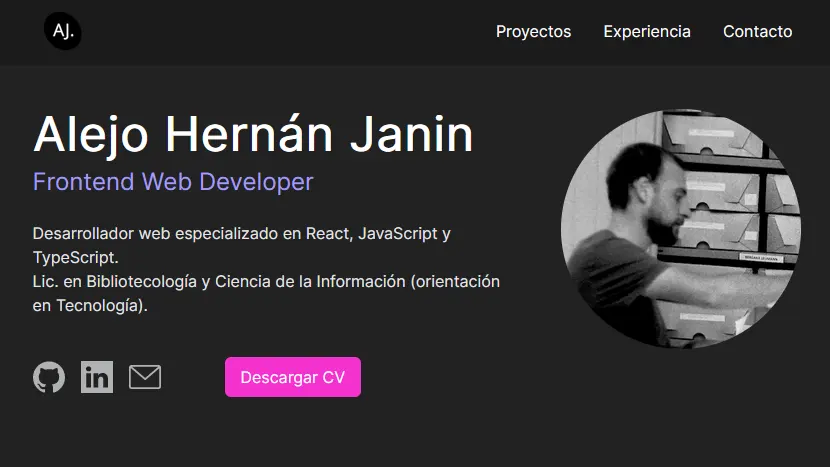 AJ.
Proyectos
Experiencia
Contacto
Alejo Hernán Janin
Frontend Web Developer
Desarrollador web especializado en React, JavaScript y
TypeScript.
Lic. en Bibliotecología y Ciencia de la Información (orientación
en Tecnología).
in
Descargar CV